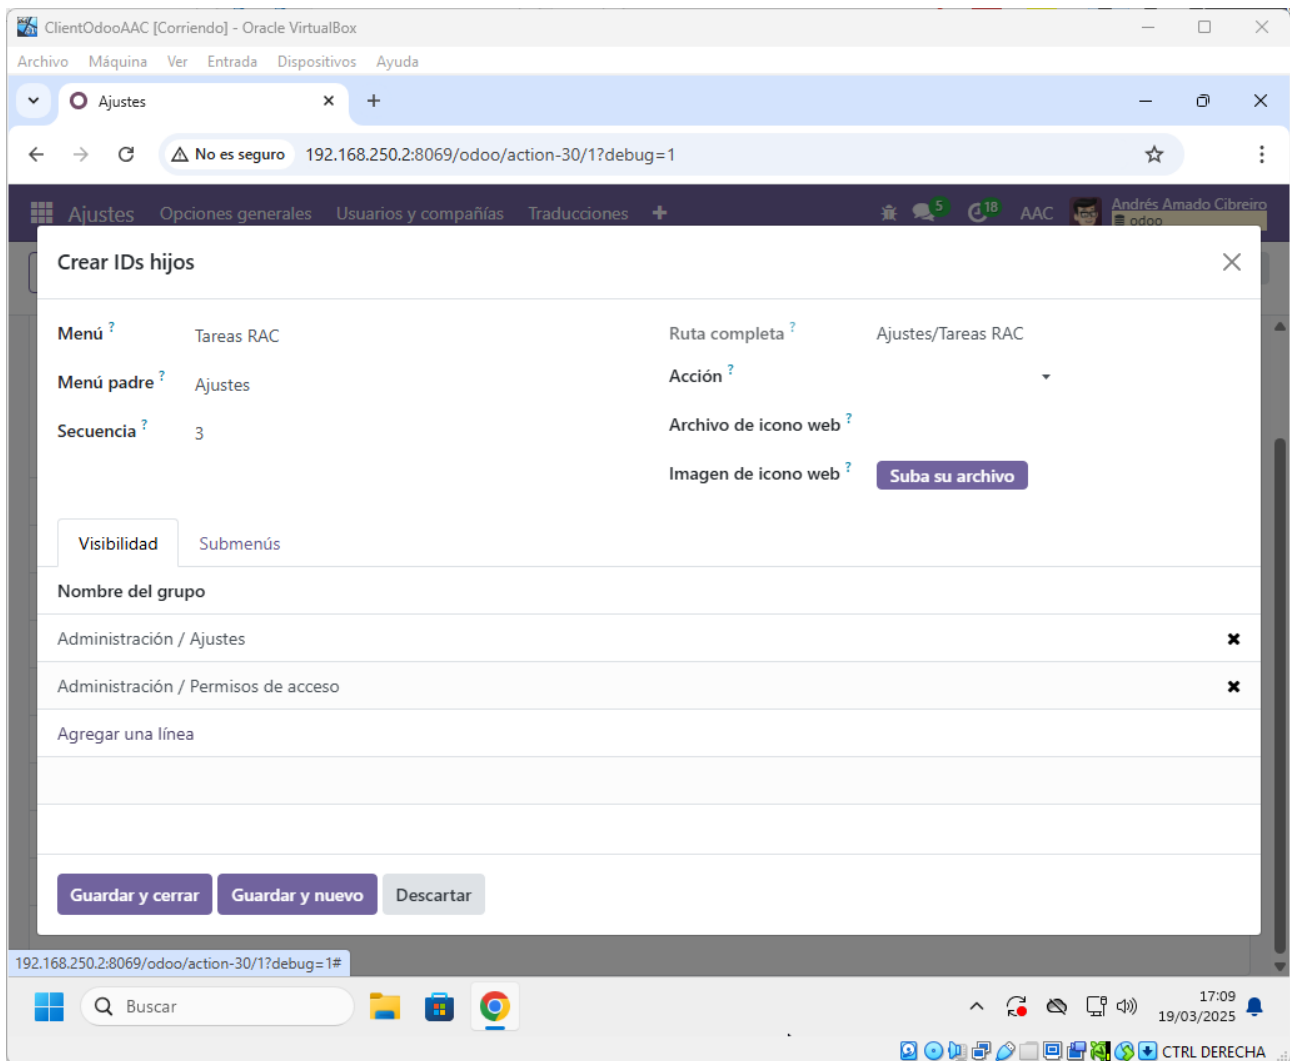 ClientOdooAAC [Corriendo] - Oracle VirtualBox
Archivo Máquina Ver Entrada Dispositivos Ayuda
Ajustes
No es seguro 192.168.250.2:8069/odoo/action-30/1?debug=1
Ajustes Opciones generales Usuarios y compañías Traducciones 5 18 AAC Andrés Amado Cibreiro
odoo
Crear IDs hijos
Menú ? Tareas RAC
Menú padre ? Ajustes
Secuencia ? 3
Ruta completa ? Ajustes/Tareas RAC
Acción ?
Archivo de icono web ?
Imagen de icono web ? Suba su archivo
Visibilidad Submenús
Nombre del grupo
Administración / Ajustes
Administración / Permisos de acceso
Agregar una línea
Guardar y cerrar Guardar y nuevo Descartar
192.168.250.2:8069/odoo/action-30/1?debug=1#
Buscar
17:09
19/03/2025
CTRL DERECHA